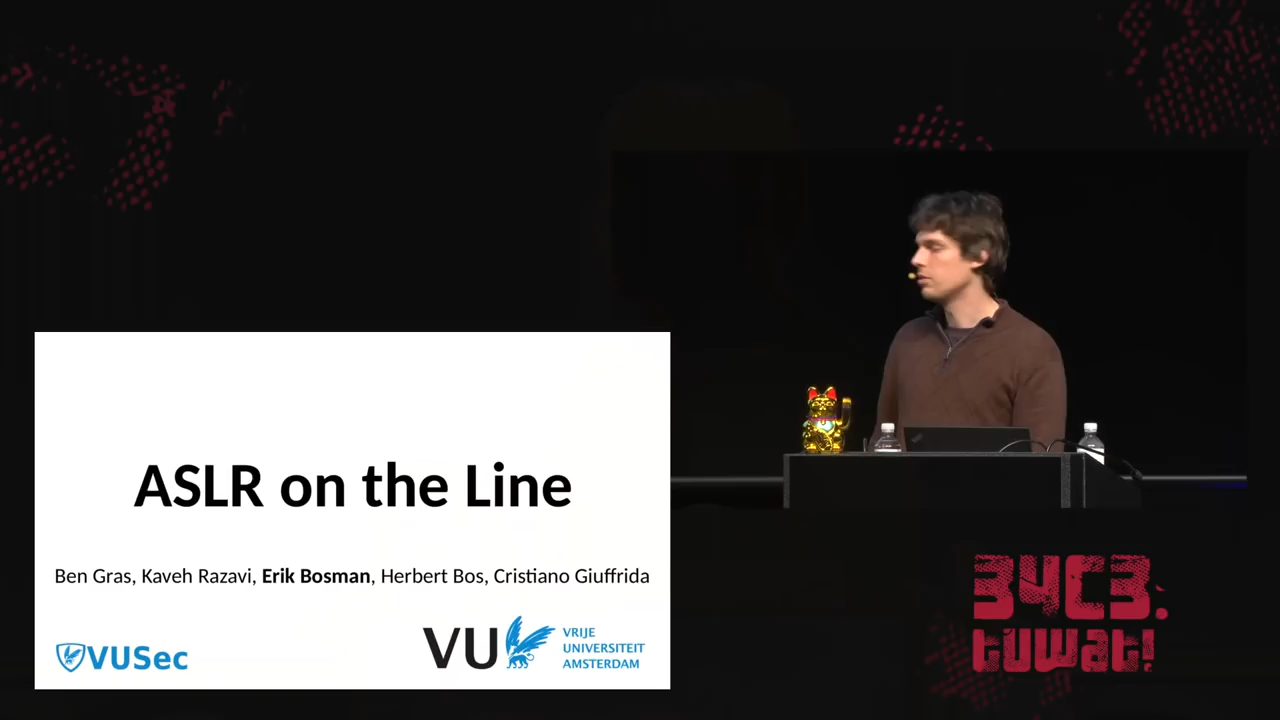 ASLR on the Line
Ben Gras, Kaveh Razavi, Erik Bosman, Herbert Bos, Cristiano Giuffrida
VUSec
VU VRIJE
UNIVERSITEIT
AMSTERDAM
34C3.
tuwat!